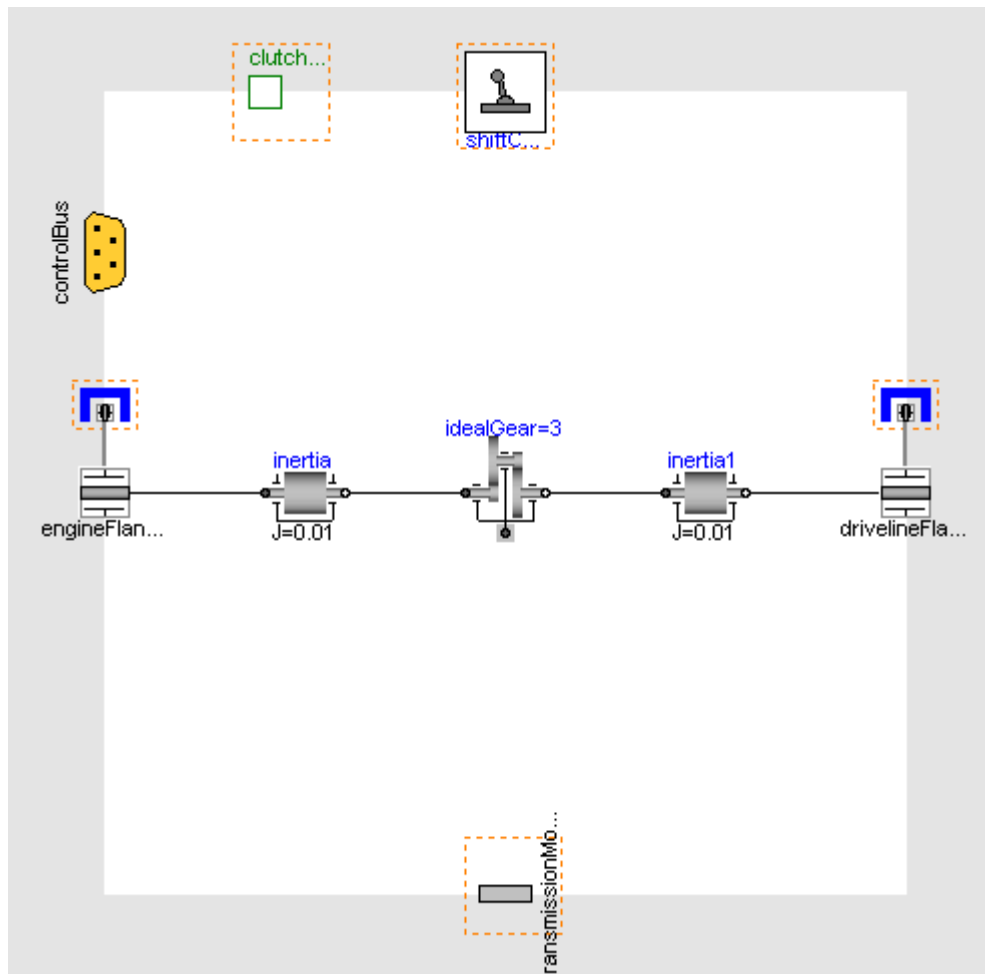 clutch...
shiftC...
controlBus
idealGear=3
inertia
inertia1
engineFlan...
J=0.01
J=0.01
drivelineFla...
ransmissionMo...